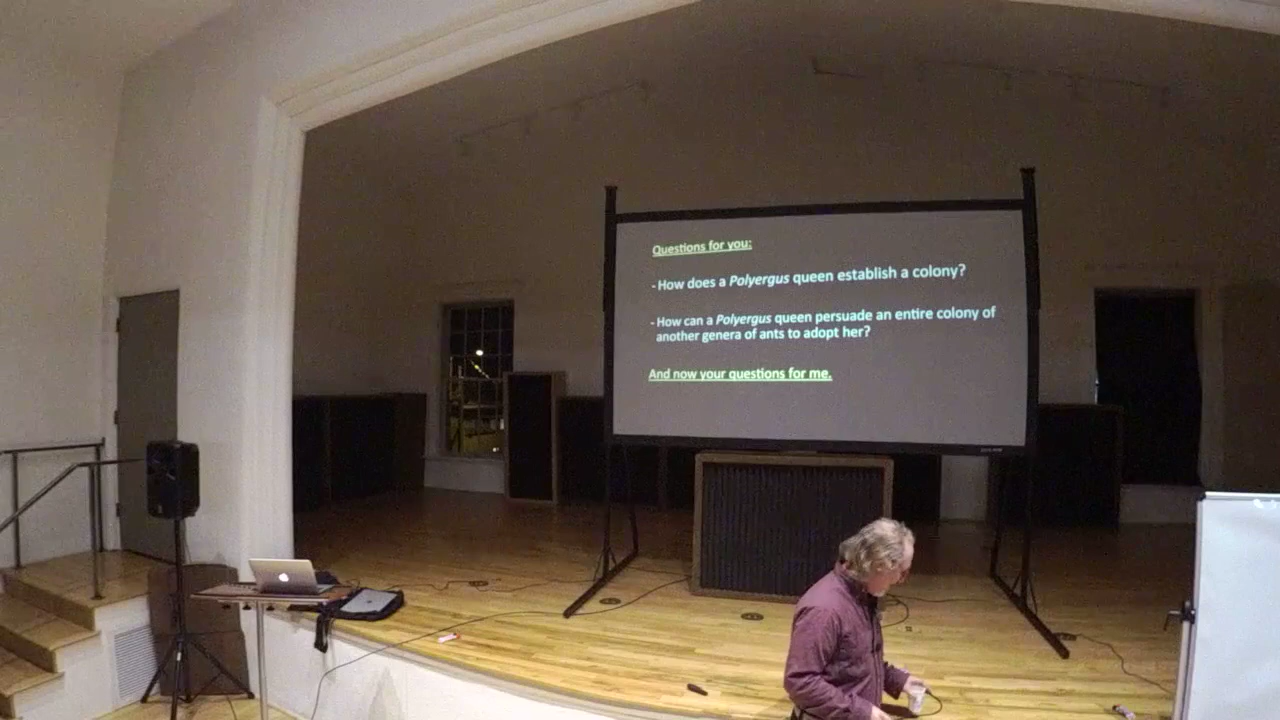 Questions for you:
- How does a Polyergus queen establish a colony?
- How can a Polyergus queen persuade an entire colony of
another genera of ants to adopt her?
And now your questions for me.